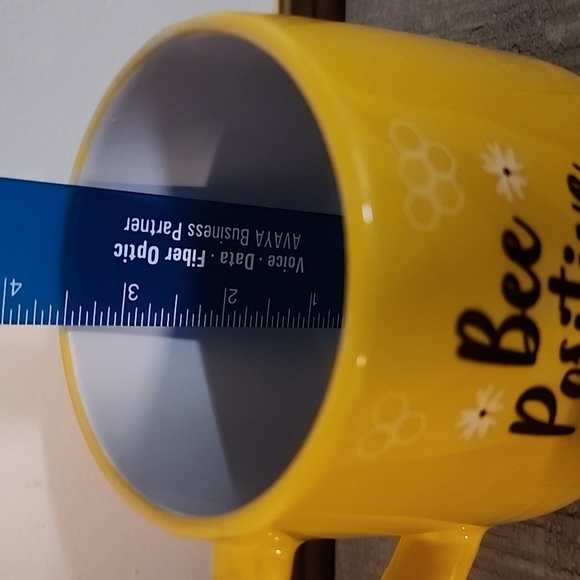 Voice · Data · Fiber Optic
AVAYA Business Partner
1 2 3 4
Bee
Positive